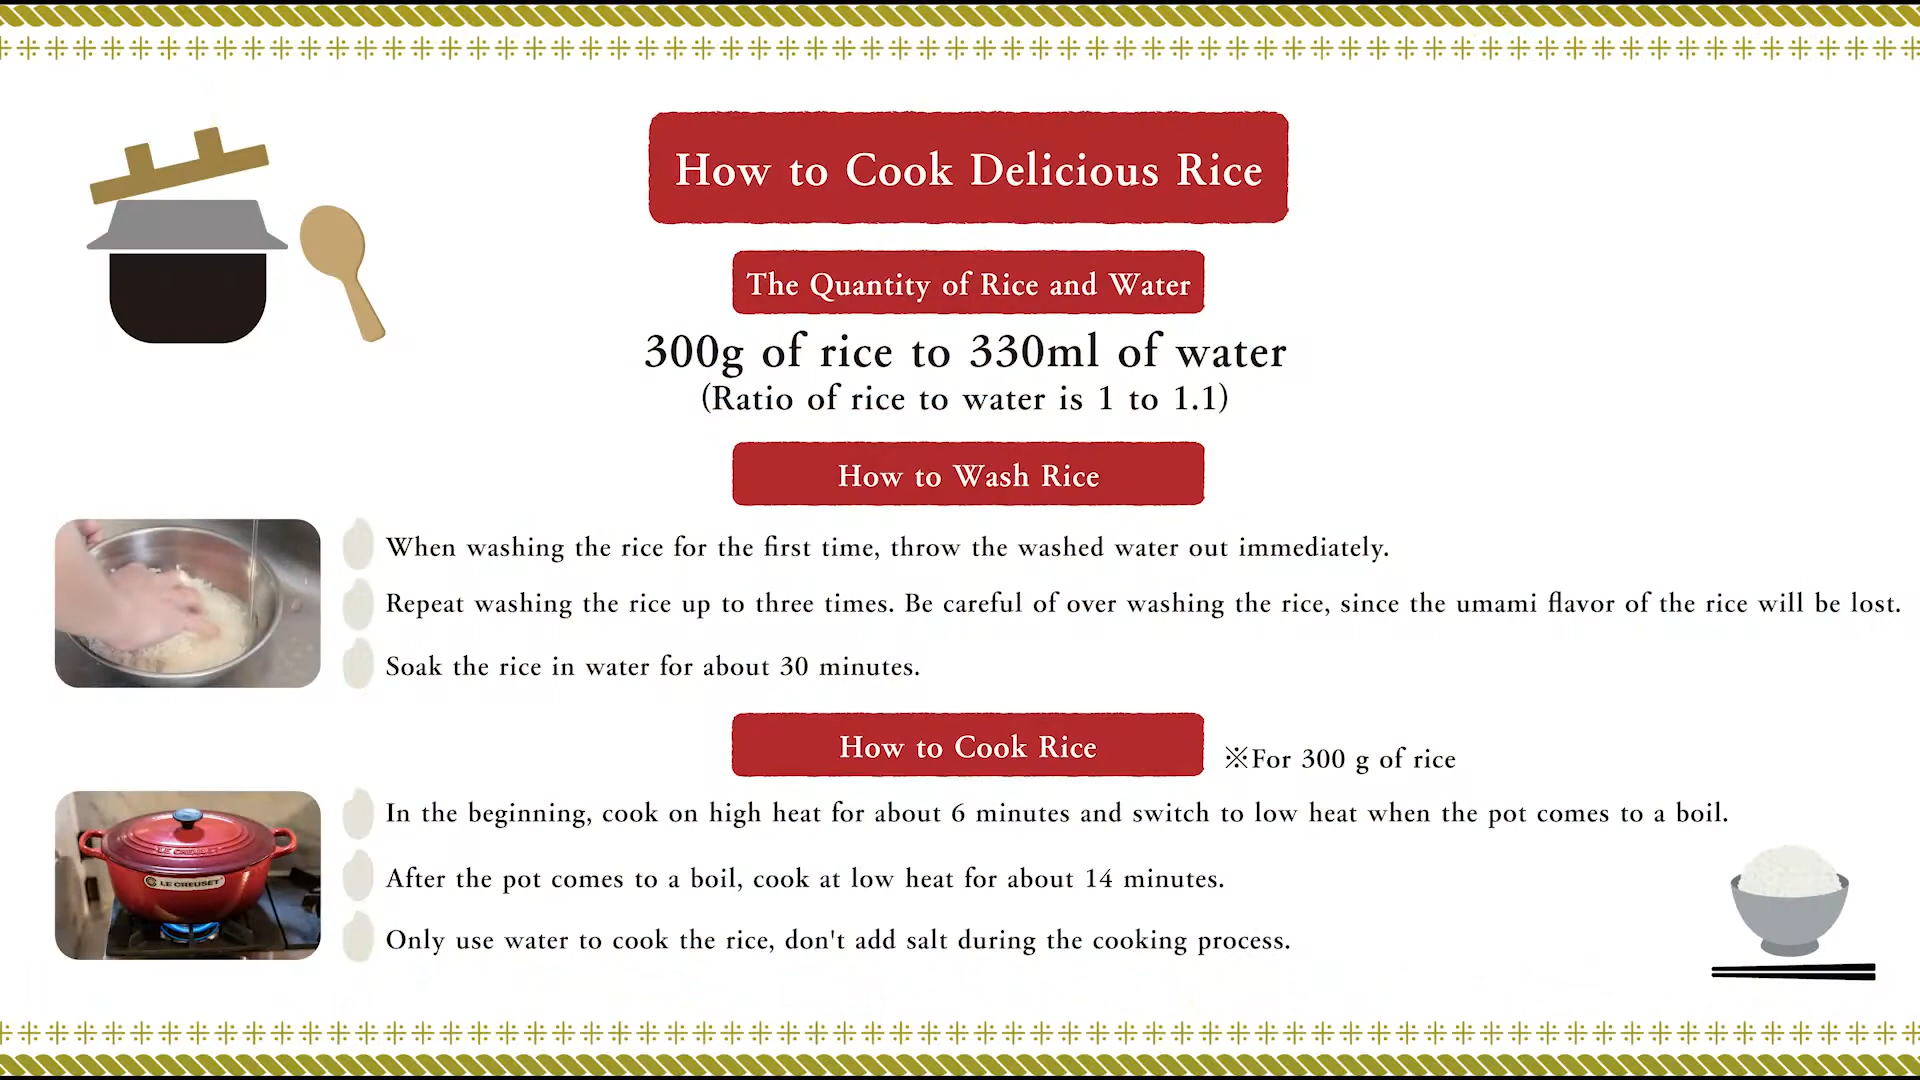 How to Cook Delicious Rice
The Quantity of Rice and Water
300g of rice to 330ml of water
(Ratio of rice to water is 1 to 1.1)
How to Wash Rice
When washing the rice for the first time, throw the washed water out immediately.
Repeat washing the rice up to three times. Be careful of over washing the rice, since the umami flavor of the rice will be lost.
Soak the rice in water for about 30 minutes.
How to Cook Rice
※For 300 g of rice
In the beginning, cook on high heat for about 6 minutes and switch to low heat when the pot comes to a boil.
LE CREUSET
After the pot comes to a boil, cook at low heat for about 14 minutes.
LE CREUSET
Only use water to cook the rice, don't add salt during the cooking process.